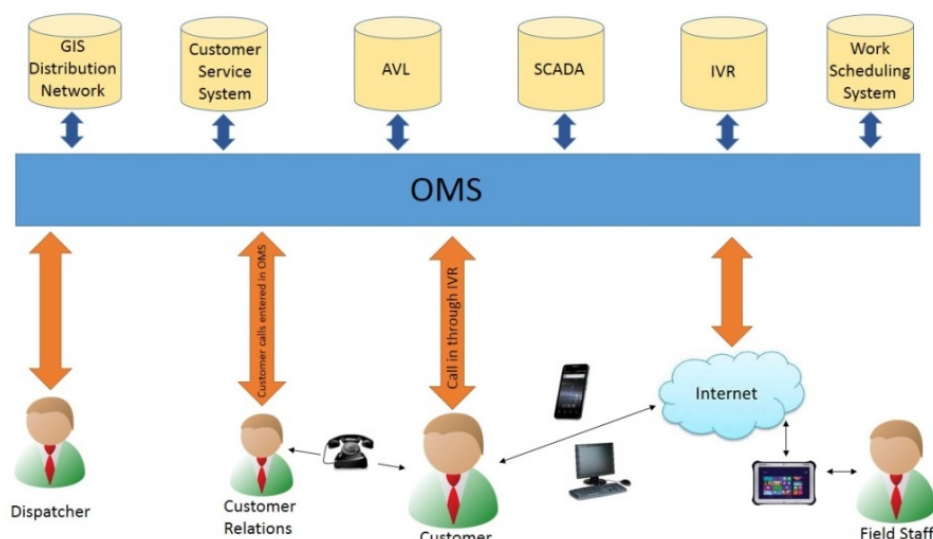 GIS
Distribution
Network
Customer
Service
System
AVL
SCADA
IVR
Work
Scheduling
System
OMS
Customer calls entered in OMS
Call in through IVR
Internet
Dispatcher
Customer
Relations
Customer
Field Staff